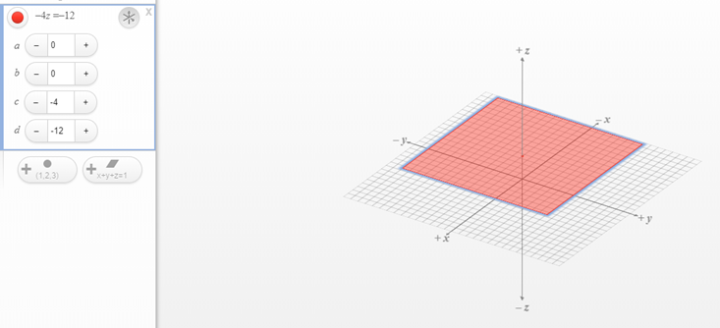 −4z = −12
x
a − 0 +
b − 0 +
c − -4 +
d − -12 +
+ (1,2,3) + x+y+z=1
+z
−x
−y
+y
+x
−z